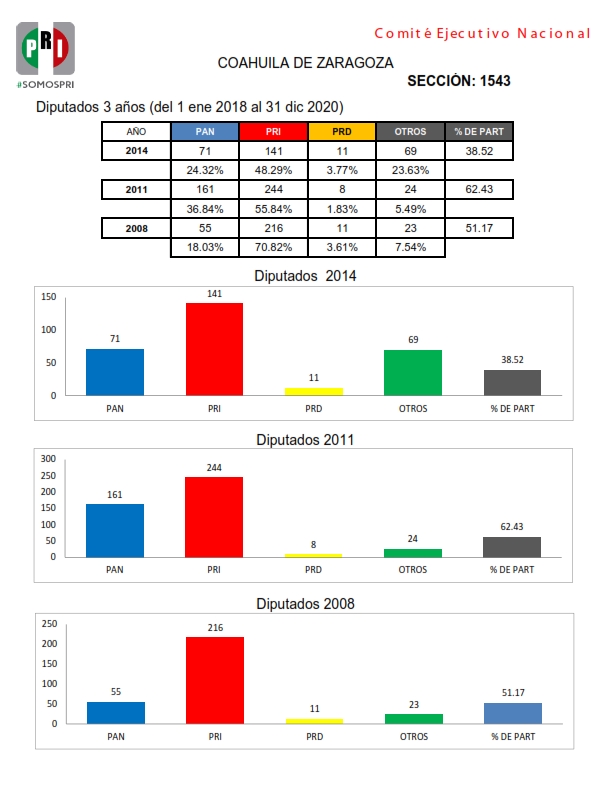 Comité Ejecutivo Nacional
PRI
#SOMOSPRI
COAHUILA DE ZARAGOZA
SECCIÓN: 1543
Diputados 3 años (del 1 ene 2018 al 31 dic 2020)
AÑO PAN PRI PRD OTROS % DE PART
2014 71 141 11 69 38.52
24.32% 48.29% 3.77% 23.63%
2011 161 244 8 24 62.43
36.84% 55.84% 1.83% 5.49%
2008 55 216 11 23 51.17
18.03% 70.82% 3.61% 7.54%
Diputados 2014
150
100
50
0
71 141 11 69 38.52
PAN PRI PRD OTROS % DE PART
Diputados 2011
300
250
200
150
100
50
0
161 244 8 24 62.43
PAN PRI PRD OTROS % DE PART
Diputados 2008
250
200
150
100
50
0
55 216 11 23 51.17
PAN PRI PRD OTROS % DE PART